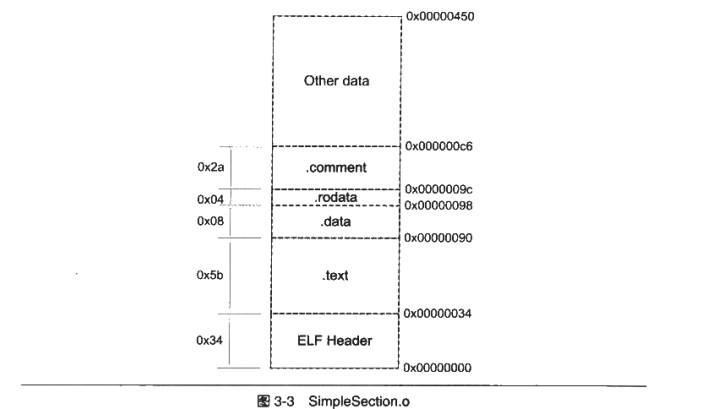 0x00000450
Other data
0x000000c6
0x2a
.comment
0x0000009c
0x04
.rodata
0x00000098
0x08
.data
0x00000090
0x5b
.text
0x00000034
0x34
ELF Header
0x00000000
图 3-3 SimpleSection.o